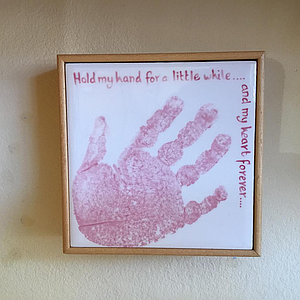 Hold my hand for a little while....
and my heart forever....